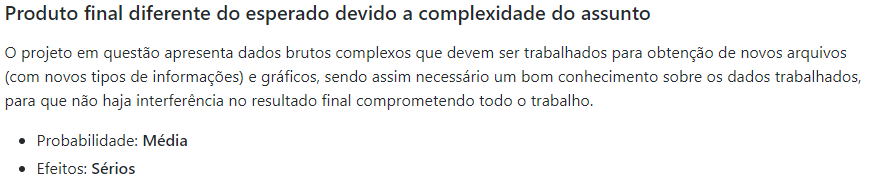 Produto final diferente do esperado devido a complexidade do assunto
O projeto em questão apresenta dados brutos complexos que devem ser trabalhados para obtenção de novos arquivos
(com novos tipos de informações) e gráficos, sendo assim necessário um bom conhecimento sobre os dados trabalhados,
para que não haja interferência no resultado final comprometendo todo o trabalho.
• Probabilidade: Média
• Efeitos: Sérios